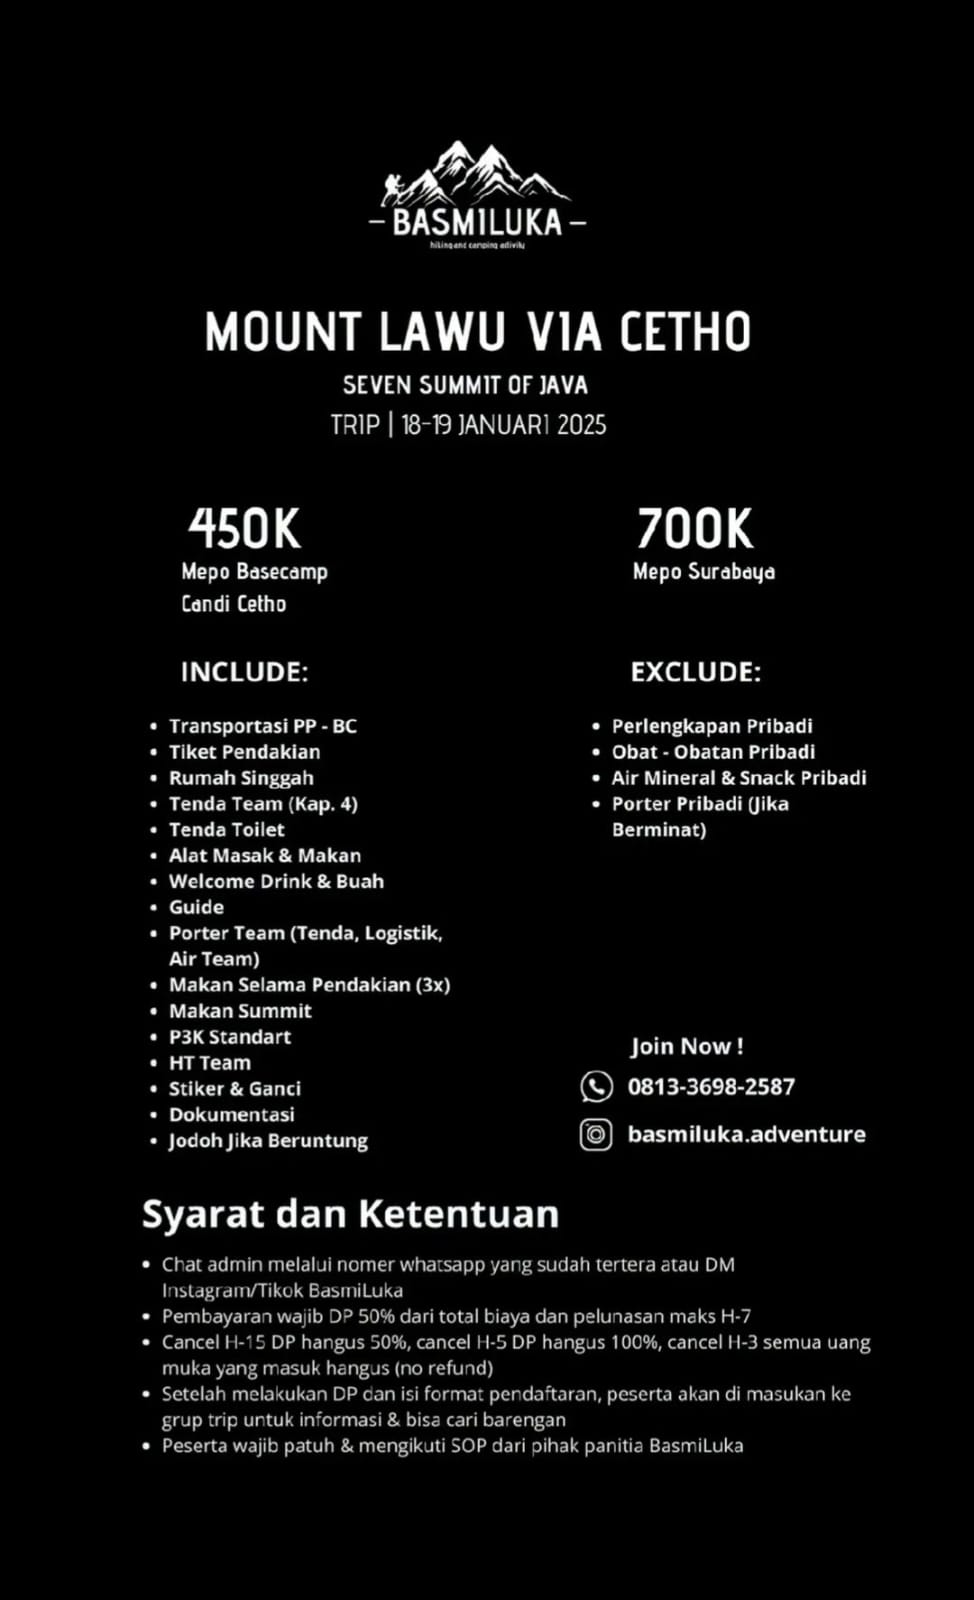 BASMILUKA
hiking and camping adivity
MOUNT LAWU VIA CETHO
SEVEN SUMMIT OF JAVA
TRIP | 18-19 JANUARI 2025
450K
Mepo Basecamp
Candi Cetho
700K
Mepo Surabaya
INCLUDE:
• Transportasi PP - BC
• Tiket Pendakian
• Rumah Singgah
• Tenda Team (Kap. 4)
• Tenda Toilet
• Alat Masak & Makan
• Welcome Drink & Buah
• Guide
• Porter Team (Tenda, Logistik,
Air Team)
• Makan Selama Pendakian (3x)
• Makan Summit
• P3K Standart
• HT Team
• Stiker & Ganci
• Dokumentasi
• Jodoh Jika Beruntung
EXCLUDE:
• Perlengkapan Pribadi
• Obat - Obatan Pribadi
• Air Mineral & Snack Pribadi
• Porter Pribadi (Jika
Berminat)
Join Now !
0813-3698-2587
basmiluka.adventure
Syarat dan Ketentuan
• Chat admin melalui nomer whatsapp yang sudah tertera atau DM
Instagram/Tikok BasmiLuka
• Pembayaran wajib DP 50% dari total biaya dan pelunasan maks H-7
• Cancel H-15 DP hangus 50%, cancel H-5 DP hangus 100%, cancel H-3 semua uang
muka yang masuk hangus (no refund)
• Setelah melakukan DP dan isi format pendaftaran, peserta akan di masukan ke
grup trip untuk informasi & bisa cari barengan
• Peserta wajib patuh & mengikuti SOP dari pihak panitia BasmiLuka